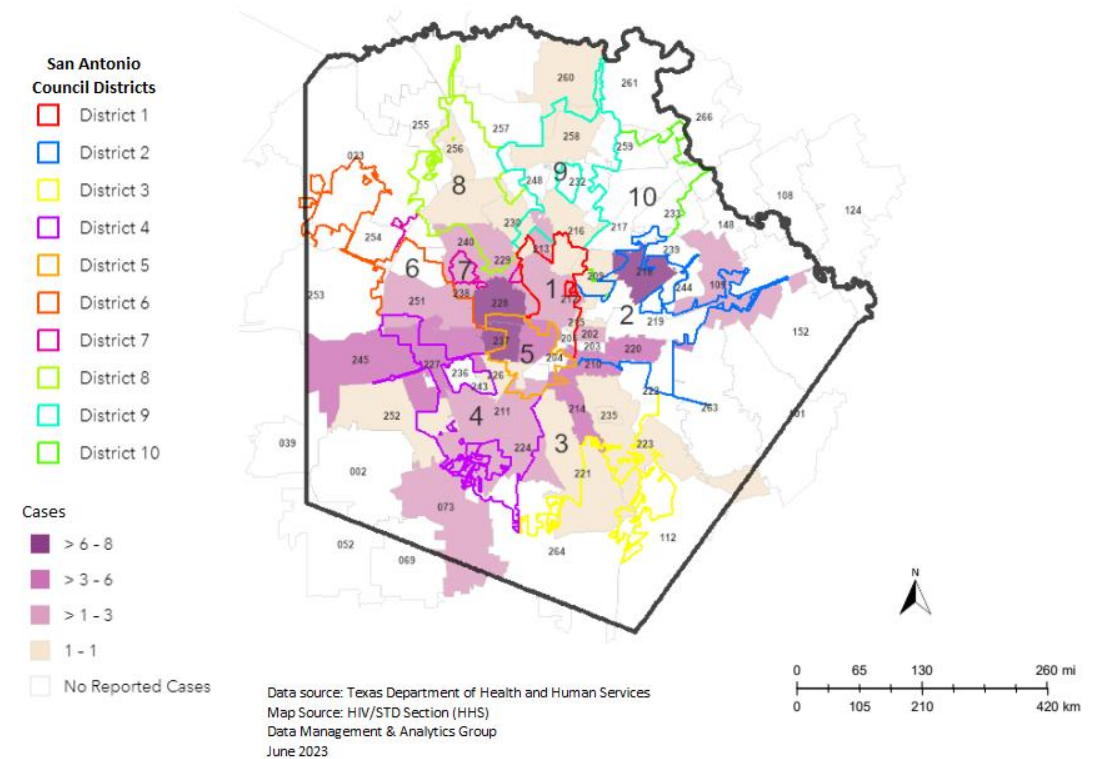 San Antonio
Council Districts
District 1
District 2
District 3
District 4
District 5
District 6
District 7
District 8
District 9
District 10
Cases
> 6 - 8
> 3 - 6
> 1 - 3
1 - 1
No Reported Cases
260
261
266
255
257
258
259
256
023
9
248
232
8
10
108
124
230
216
217
233
148
254
240
213
239
6
7
229
209
218
253
238
1
244
109
251
228
212
2
219
215
152
202
237
203
5
220
245
227
204
210
236
226
243
222
263
101
252
4
211
214
235
039
224
3
223
002
221
073
052
264
112
069
N
0 65 130 260 mi
0 105 210 420 km
Data source: Texas Department of Health and Human Services
Map Source: HIV/STD Section (HHS)
Data Management & Analytics Group
June 2023